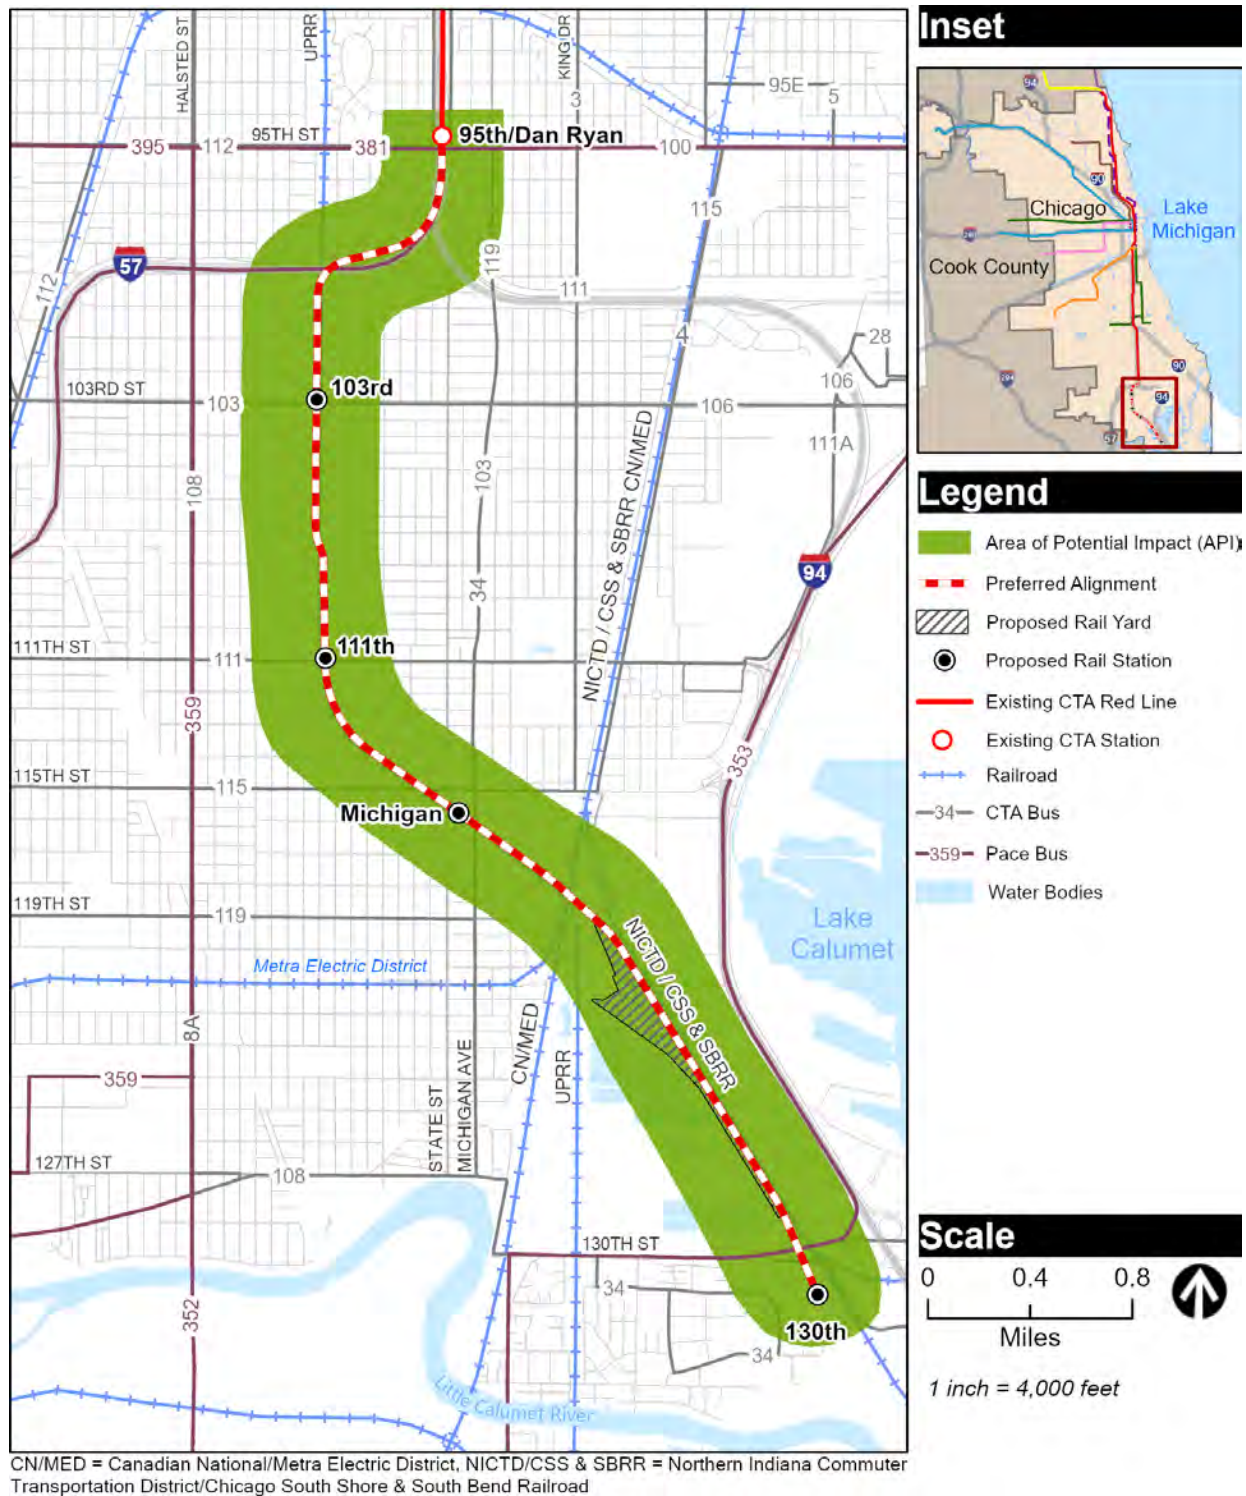 HALSTED ST
UPRR
KING DR
95E
3
5
95TH ST
95th/Dan Ryan
395
112
381
100
115
57
119
112
111
4
28
103RD ST
103rd
103
106
106
111A
108
103
NICTD / CSS & SBRR CN/MED
34
94
111TH ST
111th
111
359
353
115TH ST
115
Michigan
119TH ST
119
Lake
Calumet
NICTD / CSS & SBRR
Metra Electric District
8A
CN/MED
UPRR
359
STATE ST
MICHIGAN AVE
127TH ST
108
130TH ST
34
352
130th
34
Little Calumet River
CN/MED = Canadian National/Metra Electric District, NICTD/CSS & SBRR = Northern Indiana Commuter
Transportation District/Chicago South Shore & South Bend Railroad
Inset
94
90
Chicago
Lake
Michigan
290
Cook County
90
294
94
57
Legend
Area of Potential Impact (API)
Preferred Alignment
Proposed Rail Yard
Proposed Rail Station
Existing CTA Red Line
Existing CTA Station
Railroad
34 CTA Bus
359 Pace Bus
Water Bodies
Scale
0 0.4 0.8
Miles
1 inch = 4,000 feet